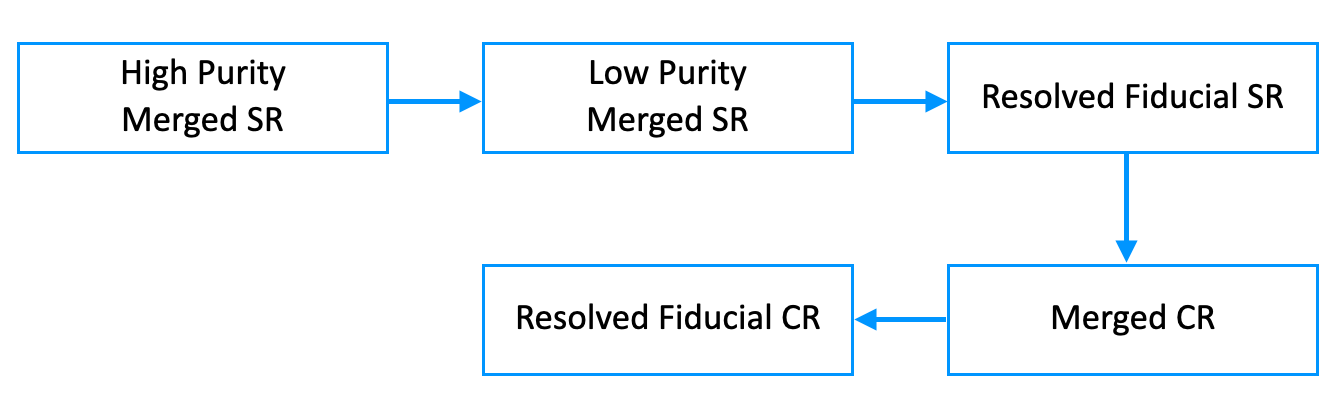 High Purity
Merged SR
Low Purity
Merged SR
Resolved Fiducial SR
Merged CR
Resolved Fiducial CR